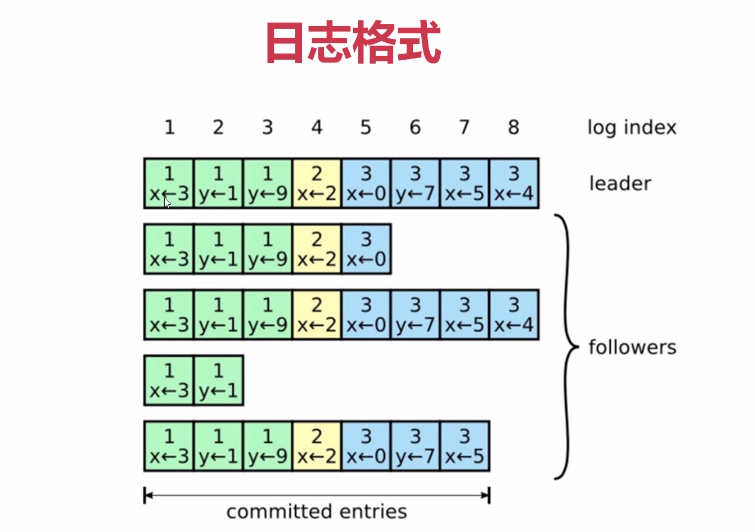 日志格式
1 2 3 4 5 6 7 8 log index
1 1 1 2 3 3 3 3
x←3 y←1 y←9 x←2 x←0 y←7 x←5 x←4
leader
1 1 1 2 3
x←3 y←1 y←9 x←2 x←0
1 1 1 2 3 3 3 3
x←3 y←1 y←9 x←2 x←0 y←7 x←5 x←4
followers
1 1
x←3 y←1
1 1 1 2 3 3 3
x←3 y←1 y←9 x←2 x←0 y←7 x←5
committed entries